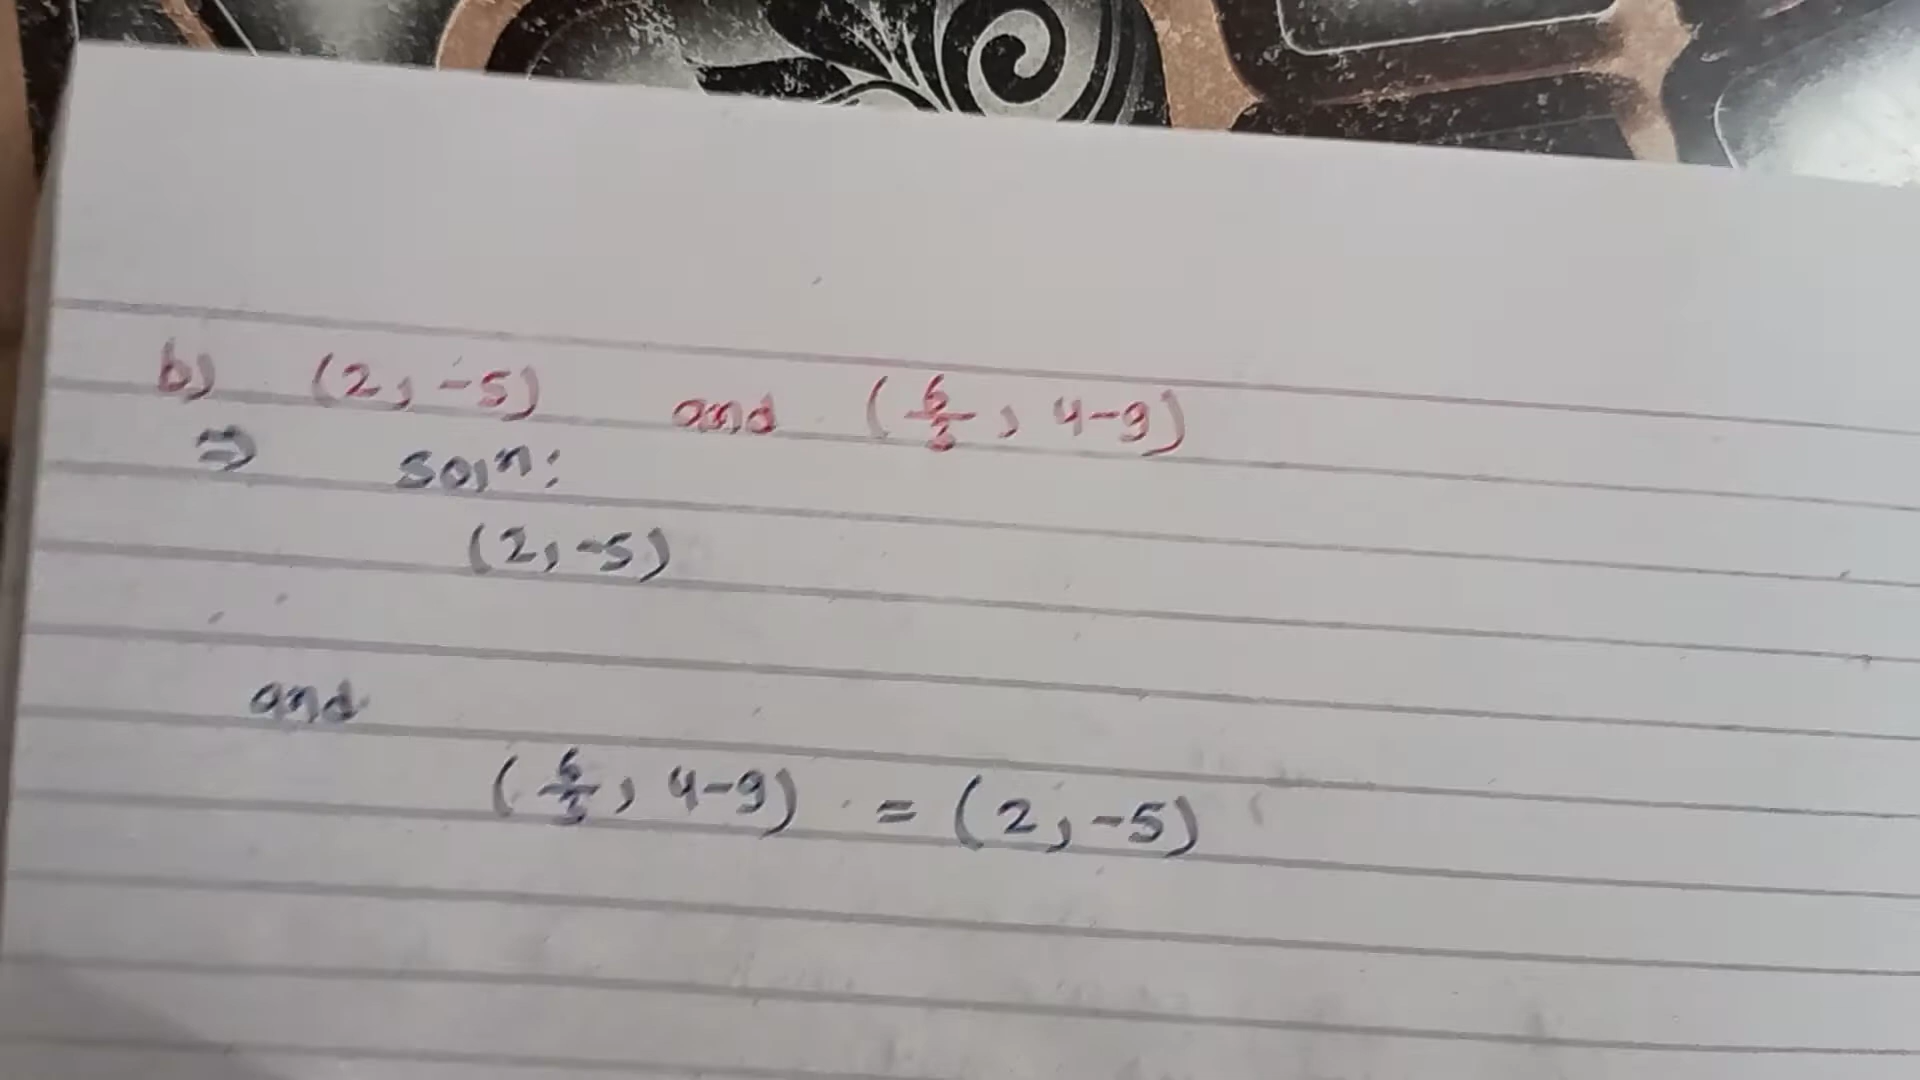 b) (2, -5) and (6/3, 4-9)
⇒ Soln:
(2, -5)
and
(6/3, 4-9) = (2, -5)